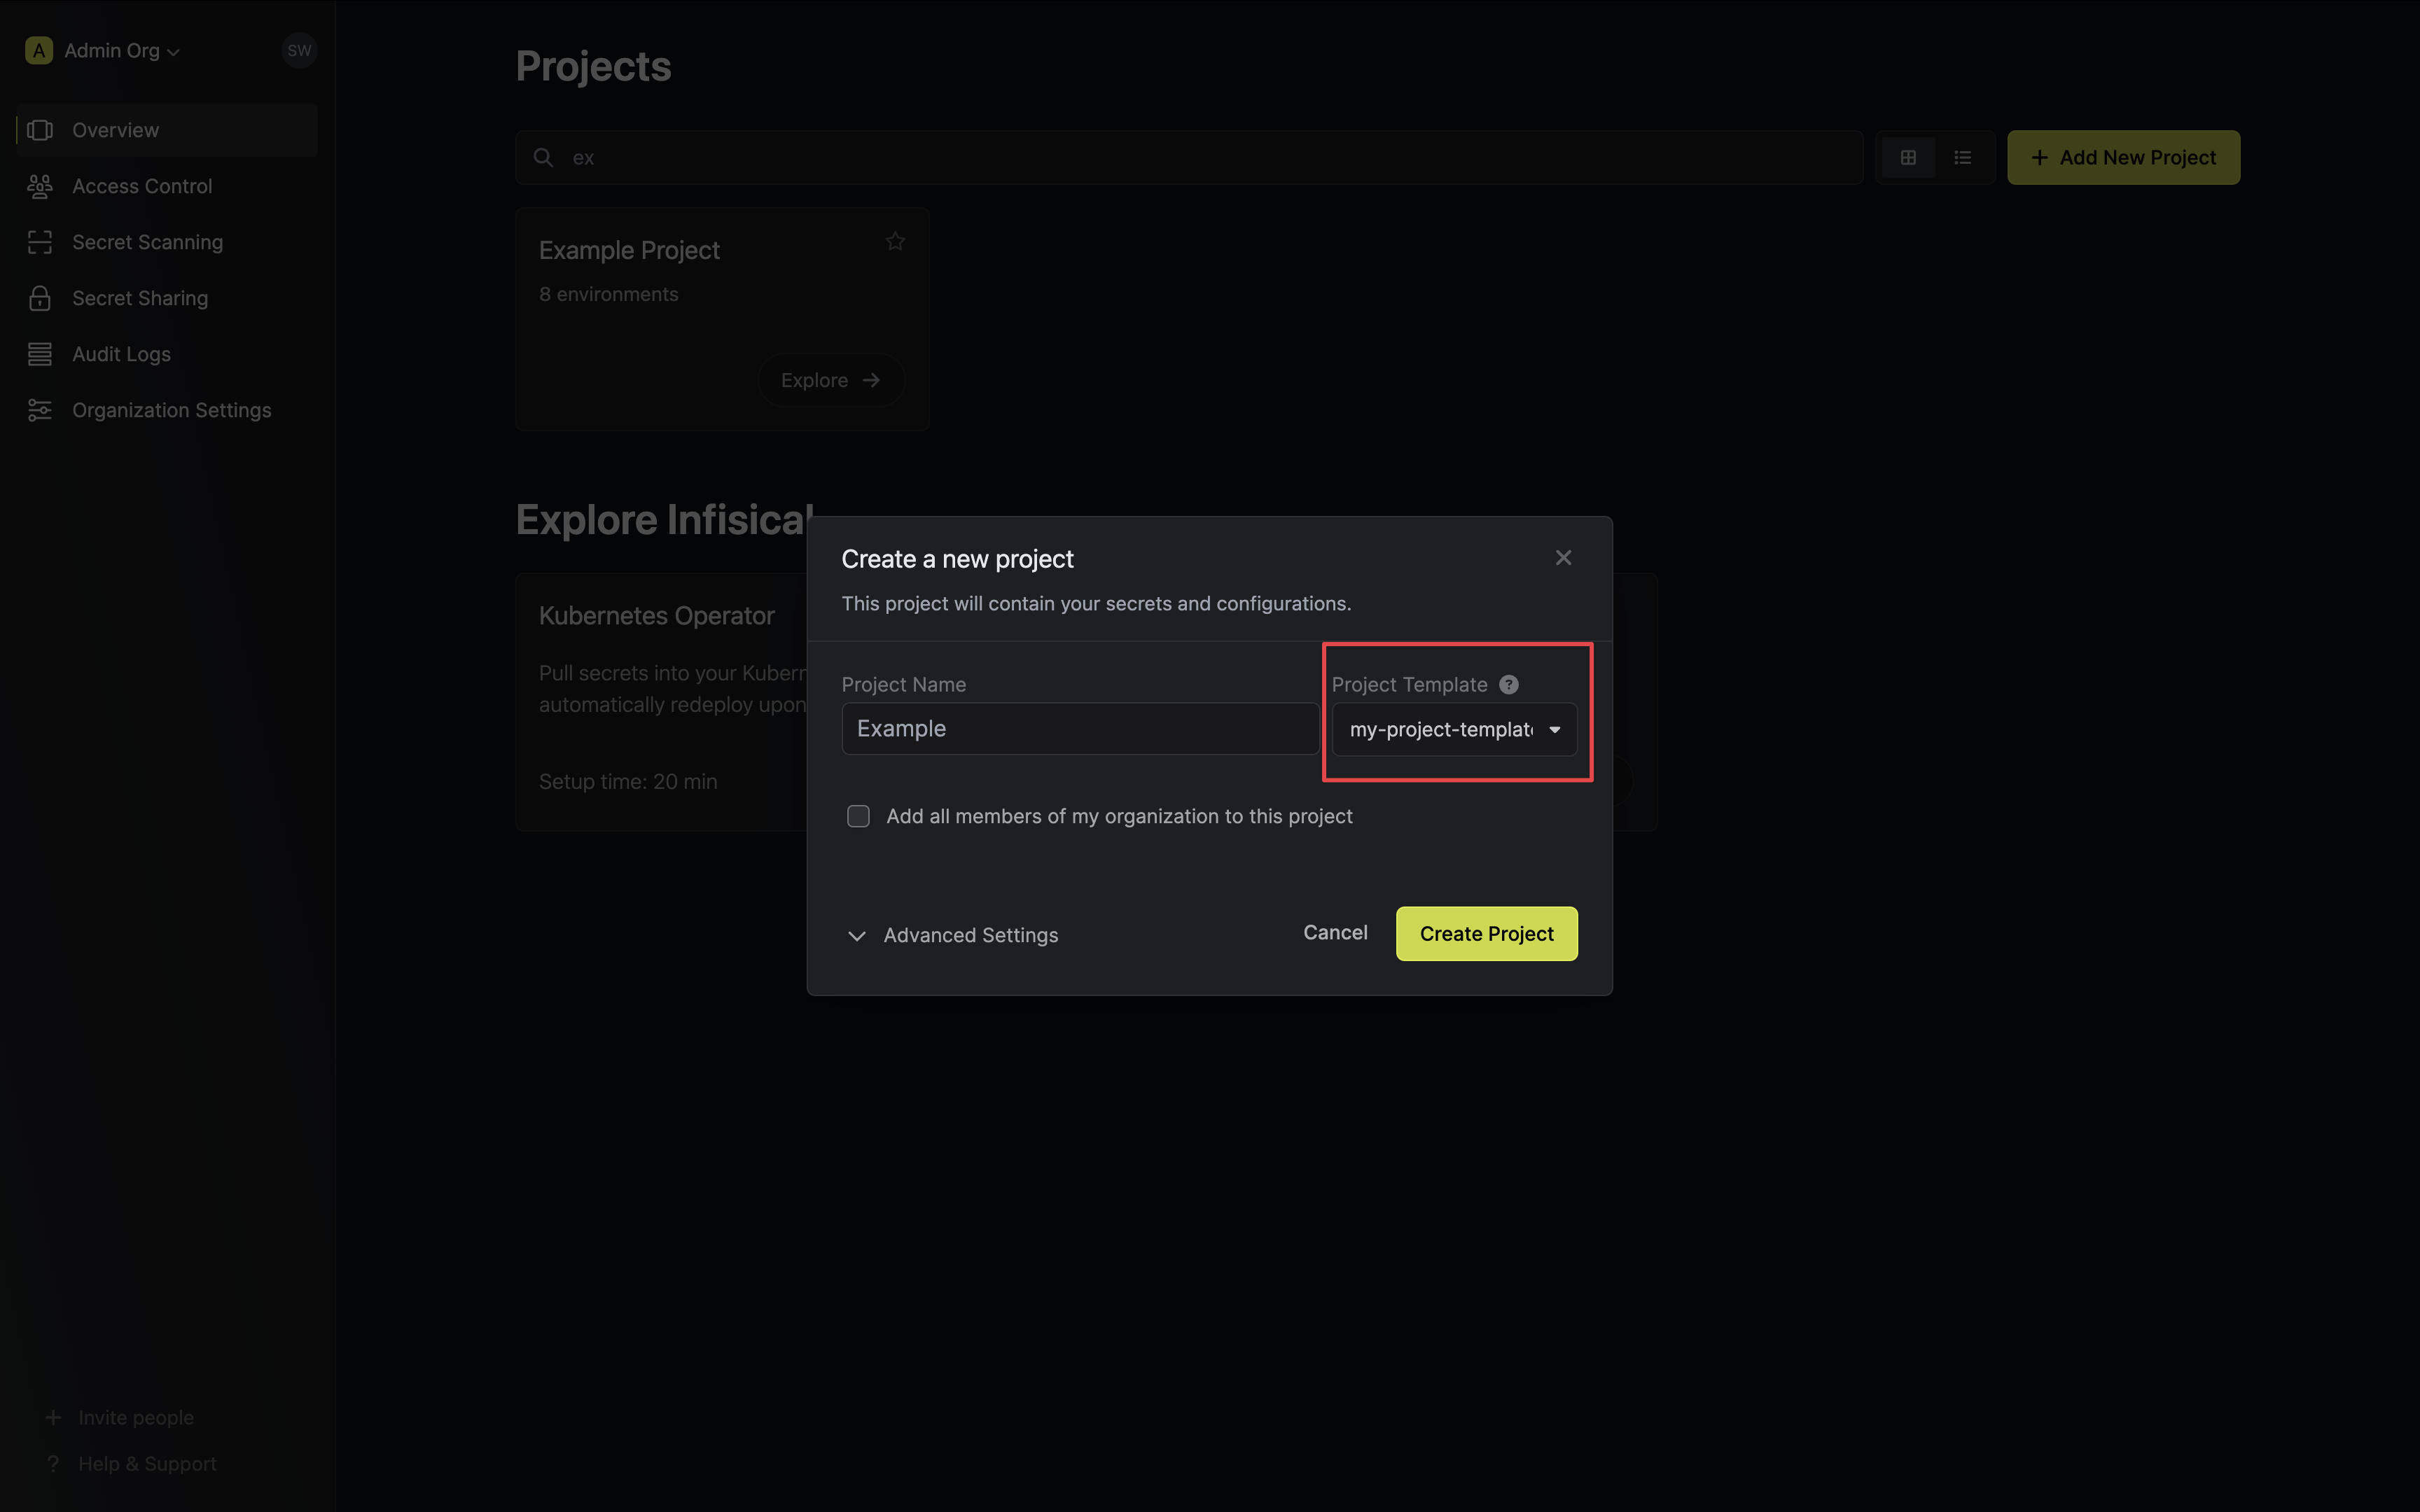 A Admin Org
SW
Overview
Access Control
Secret Scanning
Secret Sharing
Audit Logs
Organization Settings
Invite people
? Help & Support
Projects
ex
Add New Project
Example Project
8 environments
Explore
Explore Infisical
Kubernetes Operator
Pull secrets into your Kubern
automatically redeploy upon
Setup time: 20 min
Create a new project
This project will contain your secrets and configurations.
Project Name
Project Template ?
Example
my-project-templat
Add all members of my organization to this project
Advanced Settings
Cancel
Create Project